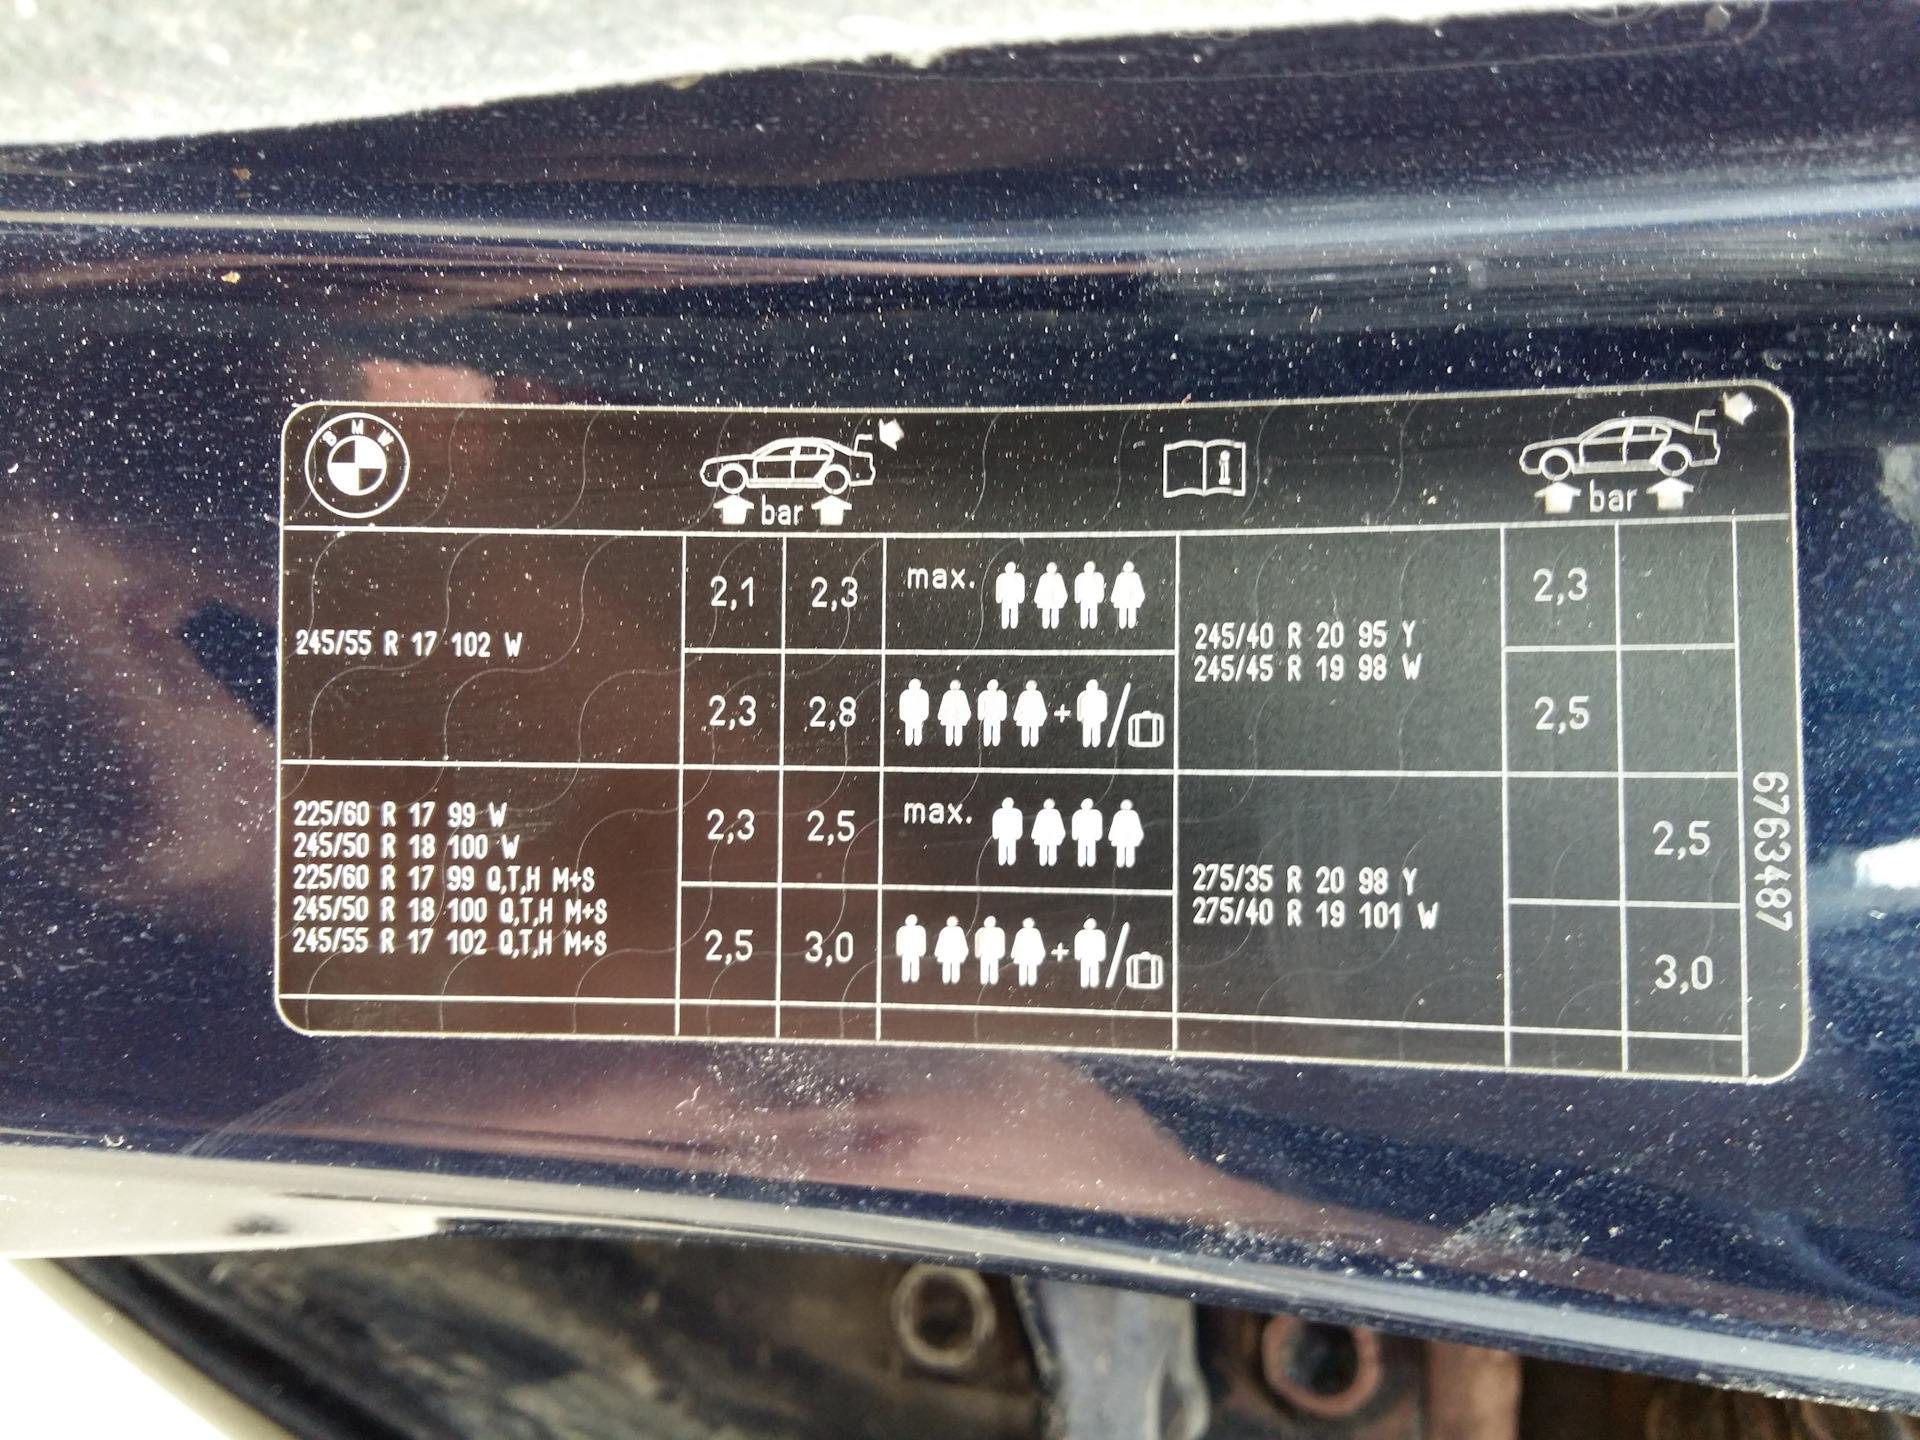 BMW
bar
bar
245/55 R 17 102 W
2,1 2,3 max.
2,3 2,8 + /
245/40 R 20 95 Y
245/45 R 19 98 W
2,3
2,5
225/60 R 17 99 W
245/50 R 18 100 W
225/60 R 17 99 Q,T,H M+S
245/50 R 18 100 Q,T,H M+S
245/55 R 17 102 Q,T,H M+S
2,3 2,5 max.
2,5 3,0 + /
275/35 R 20 98 Y
275/40 R 19 101 W
2,5
3,0
6763487